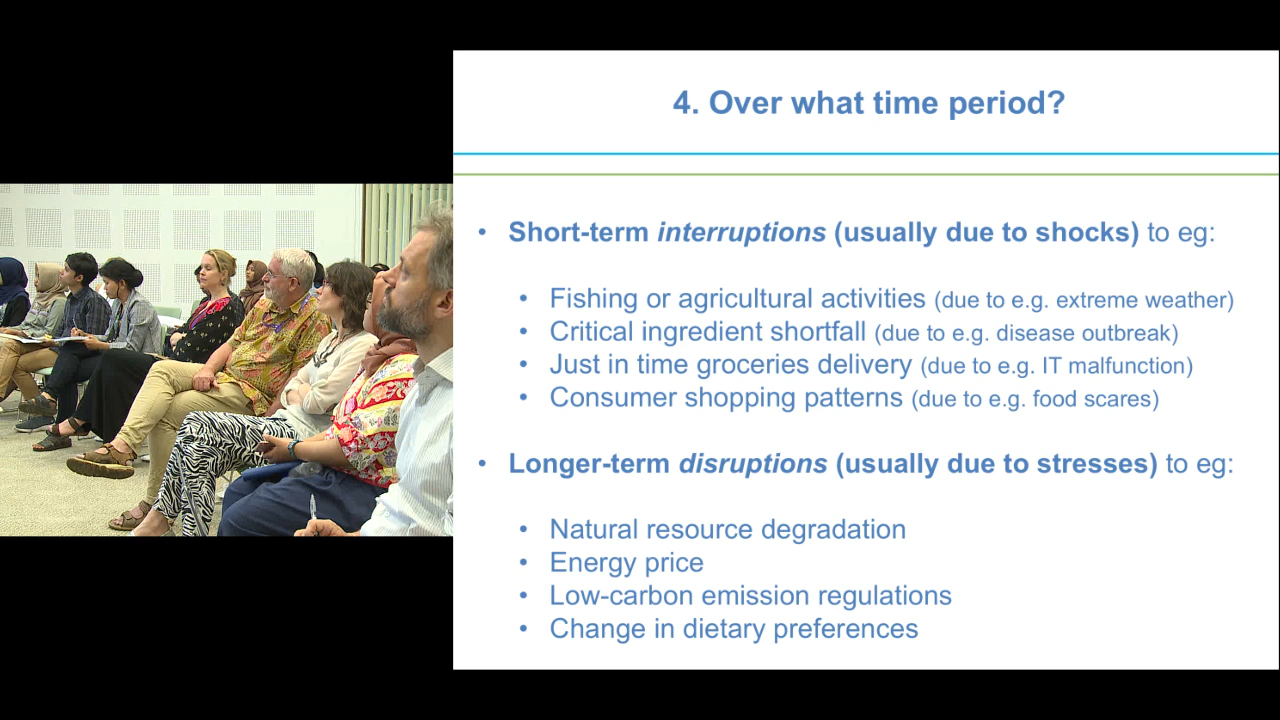 4. Over what time period?
• Short-term interruptions (usually due to shocks) to eg:
• Fishing or agricultural activities (due to e.g. extreme weather)
• Critical ingredient shortfall (due to e.g. disease outbreak)
• Just in time groceries delivery (due to e.g. IT malfunction)
• Consumer shopping patterns (due to e.g. food scares)
• Longer-term disruptions (usually due to stresses) to eg:
• Natural resource degradation
• Energy price
• Low-carbon emission regulations
• Change in dietary preferences